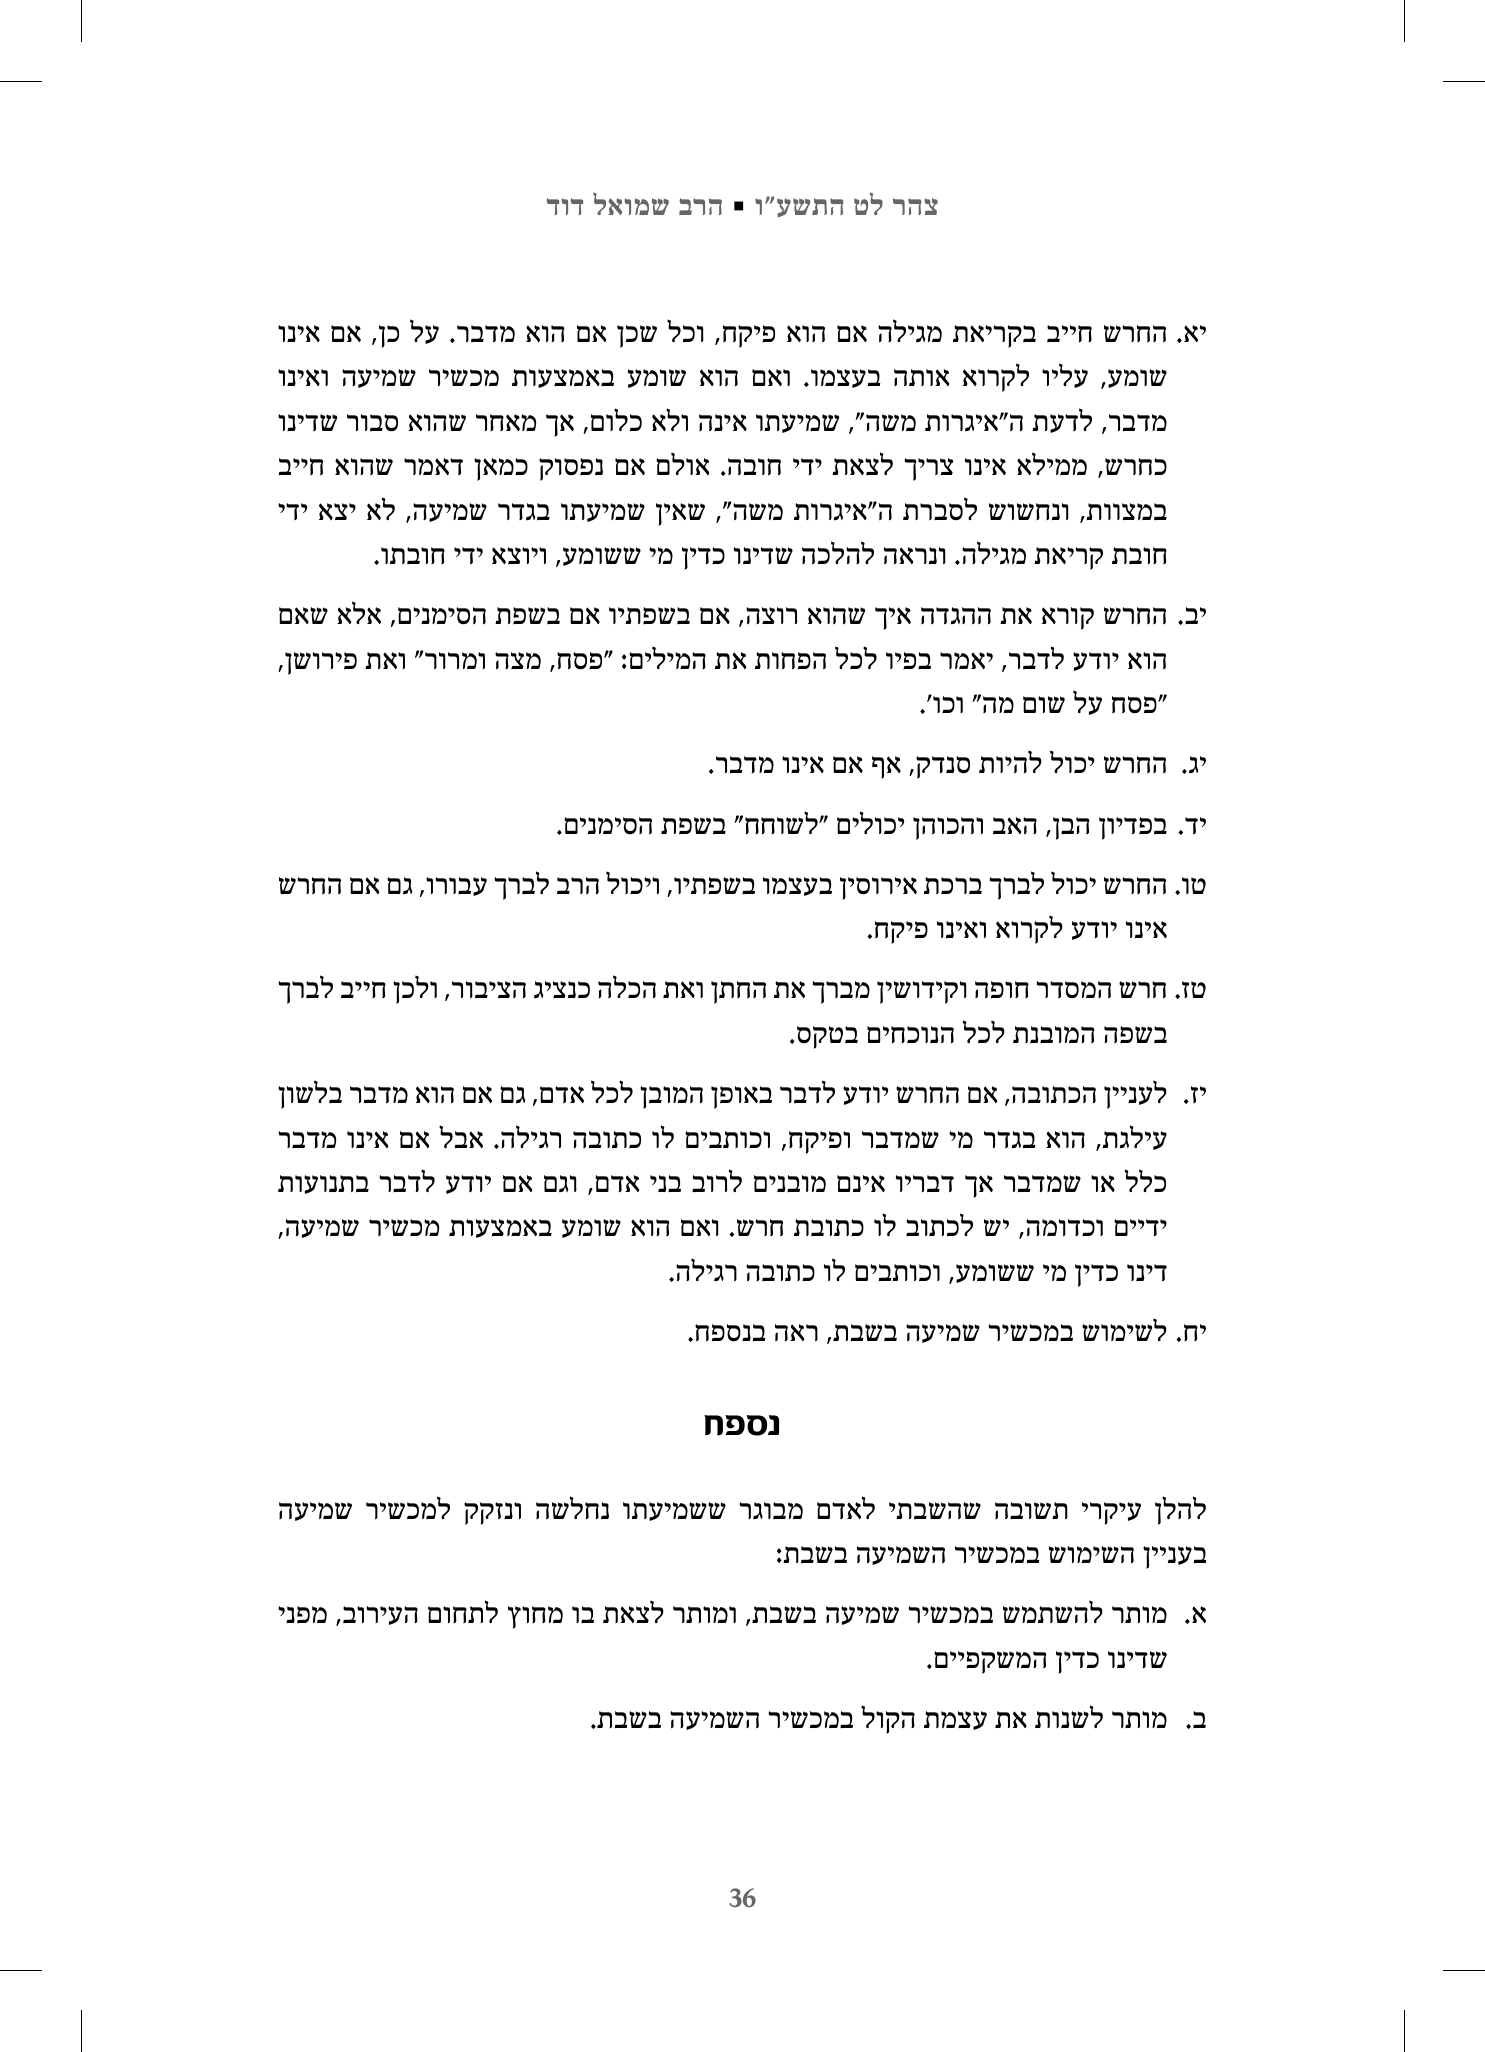 צהר לט התשע"ו ▪ הרב שמואל דוד
יא. החרש חייב בקריאת מגילה אם הוא פיקח, וכל שכן אם הוא מדבר. על כן, אם אינו
שומע, עליו לקרוא אותה בעצמו. ואם הוא שומע באמצעות מכשיר שמיעה ואינו
מדבר, לדעת ה"איגרות משה", שמיעתו אינה ולא כלום, אך מאחר שהוא סבור שדינו
כחרש, ממילא אינו צריך לצאת ידי חובה. אולם אם נפסוק כמאן דאמר שהוא חייב
במצוות, ונחשוש לסברת ה"איגרות משה", שאין שמיעתו בגדר שמיעה, לא יצא ידי
חובת קריאת מגילה. ונראה להלכה שדינו כדין מי ששומע, ויוצא ידי חובתו.
יב. החרש קורא את ההגדה איך שהוא רוצה, אם בשפתיו אם בשפת הסימנים, אלא שאם
הוא יודע לדבר, יאמר בפיו לכל הפחות את המילים: "פסח, מצה ומרור" ואת פירושן,
"פסח על שום מה" וכו'.
יג. החרש יכול להיות סנדק, אף אם אינו מדבר.
יד. בפדיון הבן, האב והכוהן יכולים "לשוחח" בשפת הסימנים.
טו. החרש יכול לברך ברכת אירוסין בעצמו בשפתיו, ויכול הרב לברך עבורו, גם אם החרש
אינו יודע לקרוא ואינו פיקח.
טז. חרש המסדר חופה וקידושין מברך את החתן ואת הכלה כנציג הציבור, ולכן חייב לברך
בשפה המובנת לכל הנוכחים בטקס.
יז. לעניין הכתובה, אם החרש יודע לדבר באופן המובן לכל אדם, גם אם הוא מדבר בלשון
עילגת, הוא בגדר מי שמדבר ופיקח, וכותבים לו כתובה רגילה. אבל אם אינו מדבר
כלל או שמדבר אך דבריו אינם מובנים לרוב בני אדם, וגם אם יודע לדבר בתנועות
ידיים וכדומה, יש לכתוב לו כתובת חרש. ואם הוא שומע באמצעות מכשיר שמיעה,
דינו כדין מי ששומע, וכותבים לו כתובה רגילה.
יח. לשימוש במכשיר שמיעה בשבת, ראה בנספח.
נספח
להלן עיקרי תשובה שהשבתי לאדם מבוגר ששמיעתו נחלשה ונזקק למכשיר שמיעה
בעניין השימוש במכשיר השמיעה בשבת:
א. מותר להשתמש במכשיר שמיעה בשבת, ומותר לצאת בו מחוץ לתחום העירוב, מפני
שדינו כדין המשקפיים.
ב. מותר לשנות את עצמת הקול במכשיר השמיעה בשבת.
36